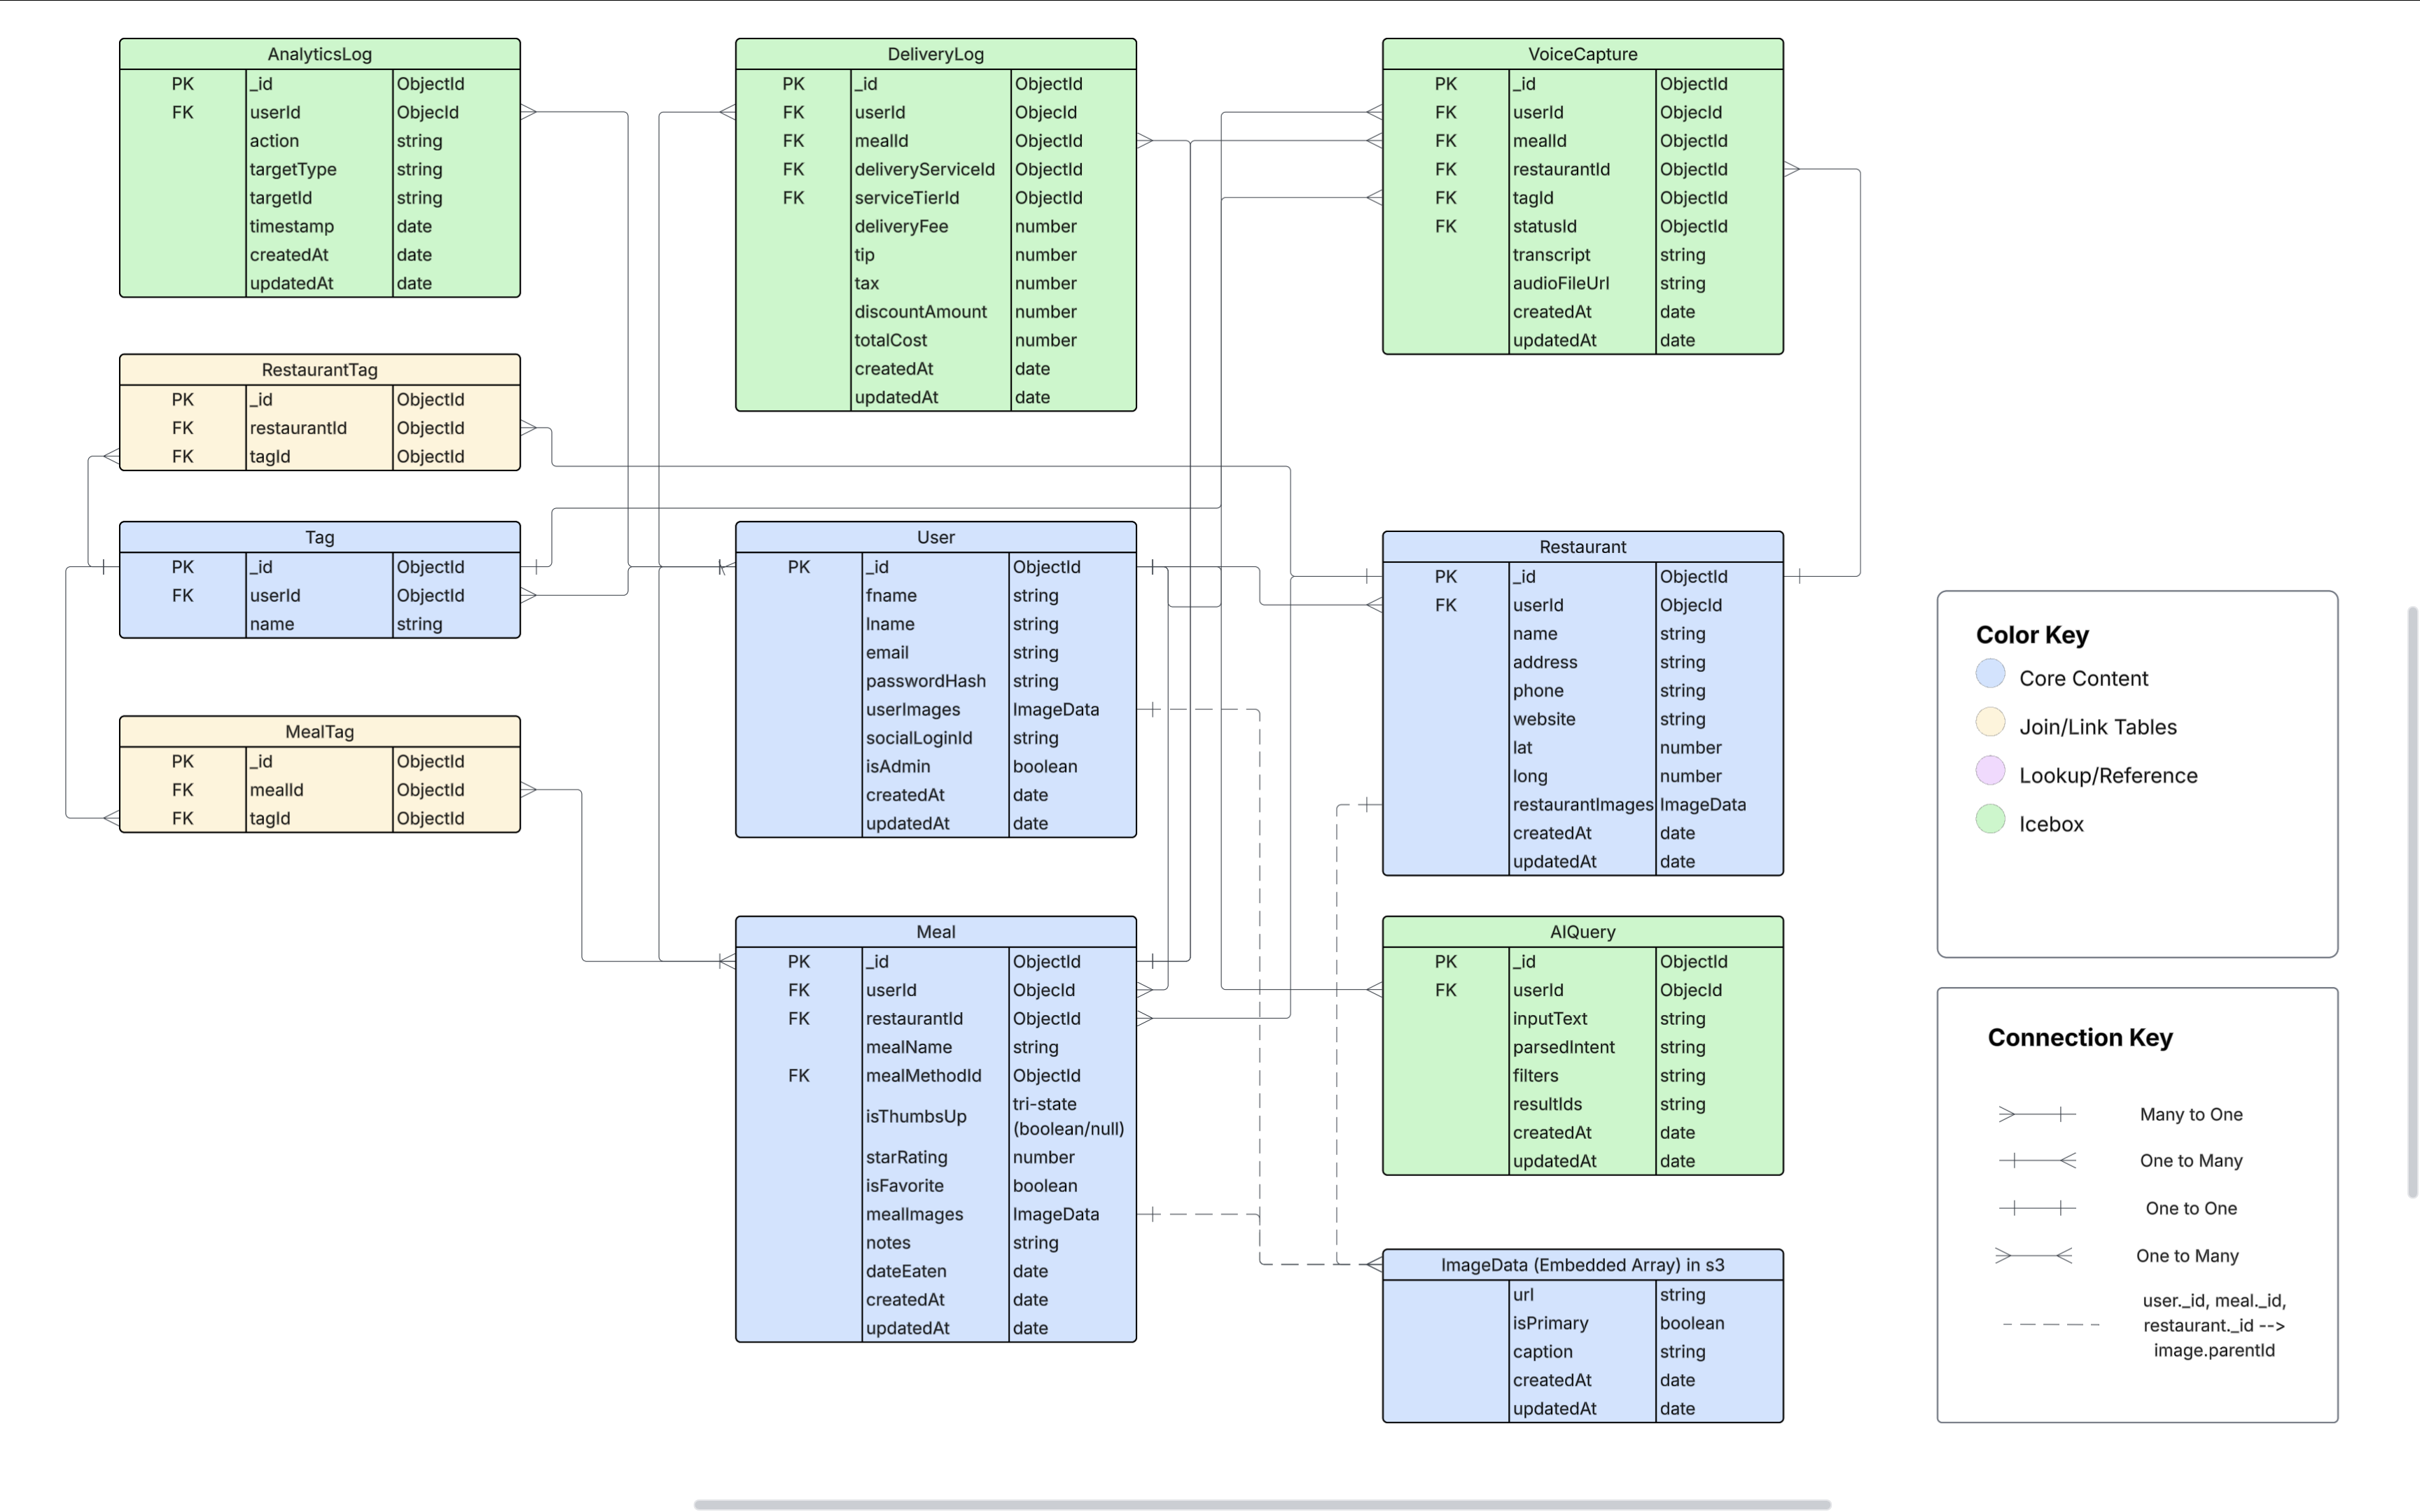 AnalyticsLog
PK _id ObjectId
FK userId ObjecId
action string
targetType string
targetId string
timestamp date
createdAt date
updatedAt date
DeliveryLog
PK _id ObjectId
FK userId ObjecId
FK mealId ObjectId
FK deliveryServiceId ObjectId
FK serviceTierId ObjectId
deliveryFee number
tip number
tax number
discountAmount number
totalCost number
createdAt date
updatedAt date
VoiceCapture
PK _id ObjectId
FK userId ObjecId
FK mealId ObjectId
FK restaurantId ObjectId
FK tagId ObjectId
FK statusId ObjectId
transcript string
audioFileUrl string
createdAt date
updatedAt date
RestaurantTag
PK _id ObjectId
FK restaurantId ObjectId
FK tagId ObjectId
Tag
PK _id ObjectId
FK userId ObjectId
name string
User
PK _id ObjectId
fname string
lname string
email string
passwordHash string
userImages ImageData
socialLoginId string
isAdmin boolean
createdAt date
updatedAt date
Restaurant
PK _id ObjectId
FK userId ObjecId
name string
address string
phone string
website string
lat number
long number
restaurantImages ImageData
createdAt date
updatedAt date
MealTag
PK _id ObjectId
FK mealId ObjectId
FK tagId ObjectId
Meal
PK _id ObjectId
FK userId ObjecId
FK restaurantId ObjectId
mealName string
FK mealMethodId ObjectId
isThumbsUp tri-state
(boolean/null)
starRating number
isFavorite boolean
mealImages ImageData
notes string
dateEaten date
createdAt date
updatedAt date
AIQuery
PK _id ObjectId
FK userId ObjecId
inputText string
parsedIntent string
filters string
resultIds string
createdAt date
updatedAt date
ImageData (Embedded Array) in s3
url string
isPrimary boolean
caption string
createdAt date
updatedAt date
Color Key
Core Content
Join/Link Tables
Lookup/Reference
Icebox
Connection Key
Many to One
One to Many
One to One
One to Many
user._id, meal._id,
restaurant._id -->
image.parentId